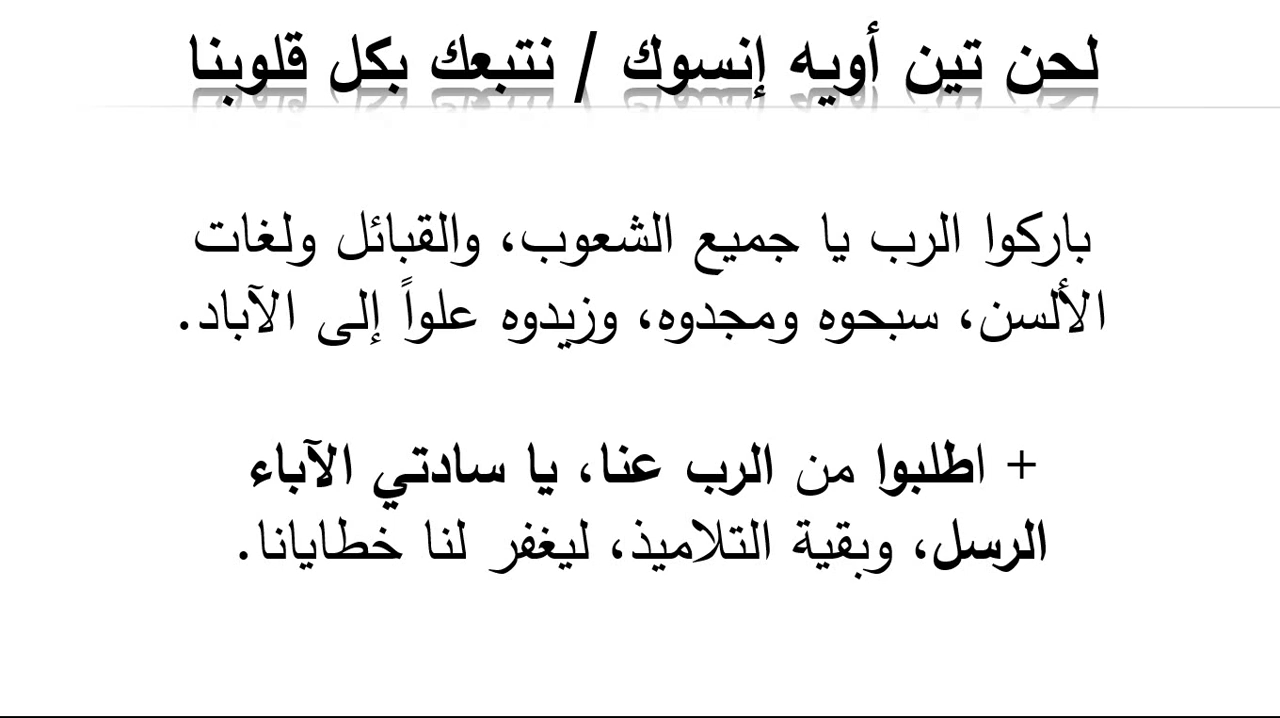 لحن تين أويه إنسوك / نتبعك بكل قلوبنا
باركوا الرب يا جميع الشعوب، والقبائل ولغات
الألسن، سبحوه ومجدوه، وزيدوه علواً إلى الآباد.
+ اطلبوا من الرب عنا، يا سادتي الآباء
الرسل، وبقية التلاميذ، ليغفر لنا خطايانا.